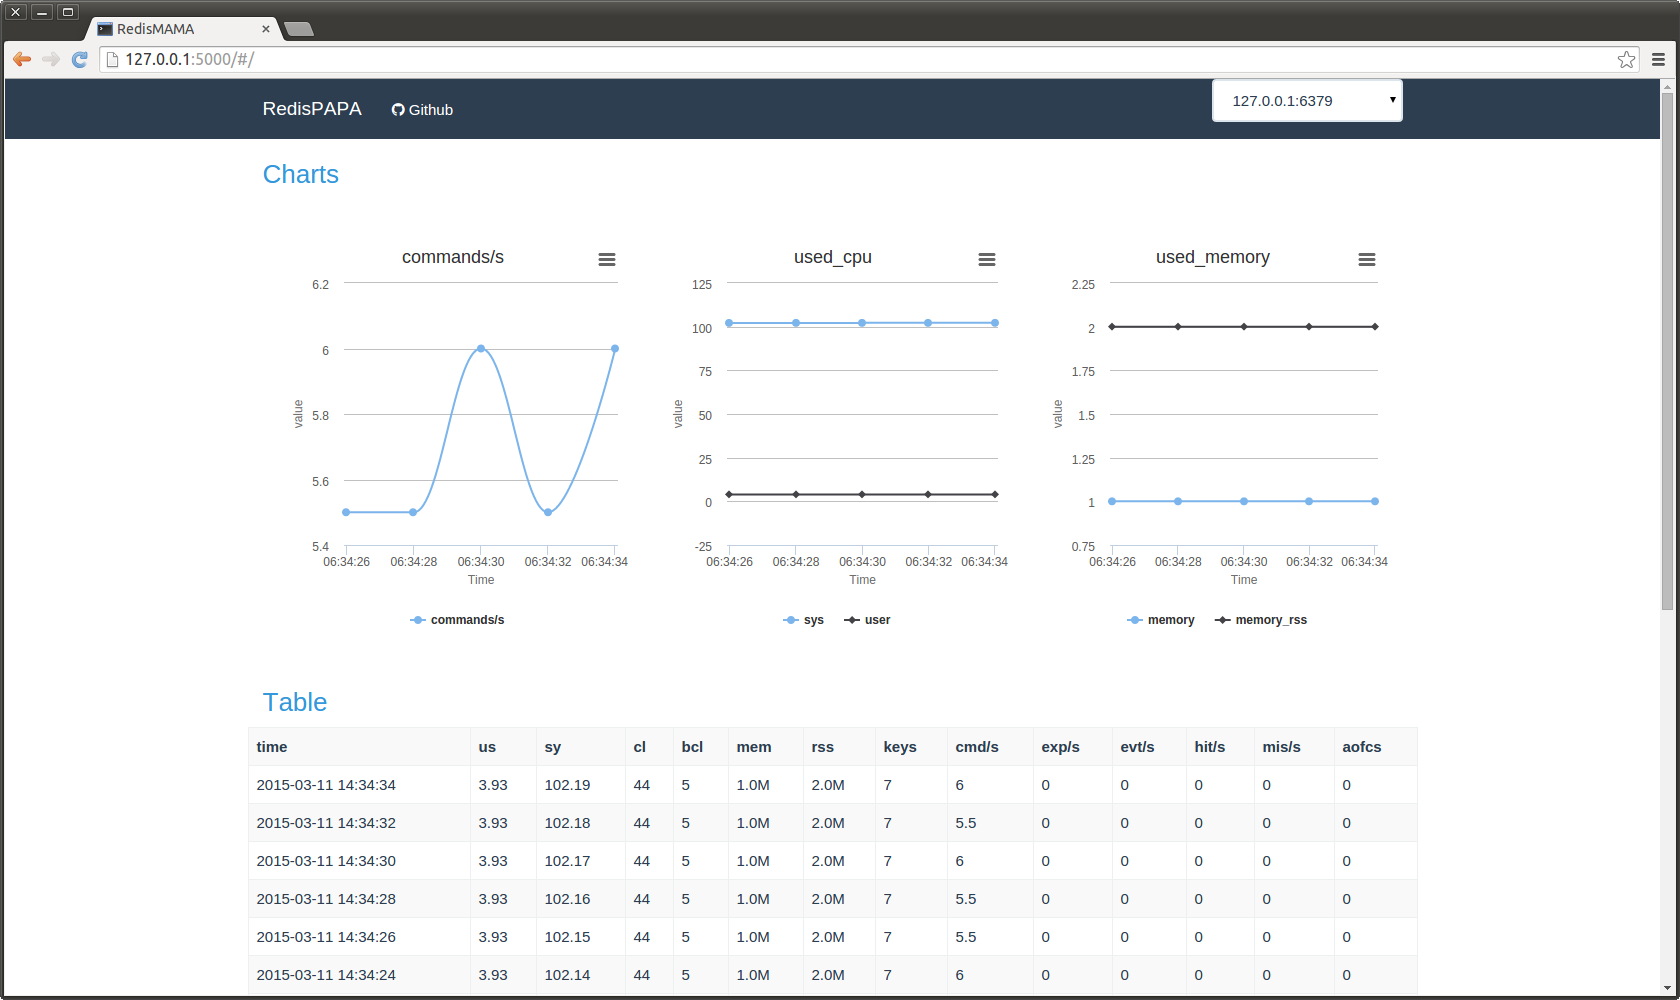 RedisMAMA
127.0.0.1:5000/#/
RedisPAPA Github 127.0.0.1:6379
Charts
commands/s
6.2
6
5.8
5.6
5.4
value
06:34:26 06:34:28 06:34:30 06:34:32 06:34:34
Time
commands/s
used_cpu
125
100
75
50
25
0
-25
value
06:34:26 06:34:28 06:34:30 06:34:32 06:34:34
Time
sys user
used_memory
2.25
2
1.75
1.5
1.25
1
0.75
value
06:34:26 06:34:28 06:34:30 06:34:32 06:34:34
Time
memory memory_rss
Table
time us sy cl bcl mem rss keys cmd/s exp/s evt/s hit/s mis/s aofcs
2015-03-11 14:34:34 3.93 102.19 44 5 1.0M 2.0M 7 6 0 0 0 0 0
2015-03-11 14:34:32 3.93 102.18 44 5 1.0M 2.0M 7 5.5 0 0 0 0 0
2015-03-11 14:34:30 3.93 102.17 44 5 1.0M 2.0M 7 6 0 0 0 0 0
2015-03-11 14:34:28 3.93 102.16 44 5 1.0M 2.0M 7 5.5 0 0 0 0 0
2015-03-11 14:34:26 3.93 102.15 44 5 1.0M 2.0M 7 5.5 0 0 0 0 0
2015-03-11 14:34:24 3.93 102.14 44 5 1.0M 2.0M 7 6 0 0 0 0 0